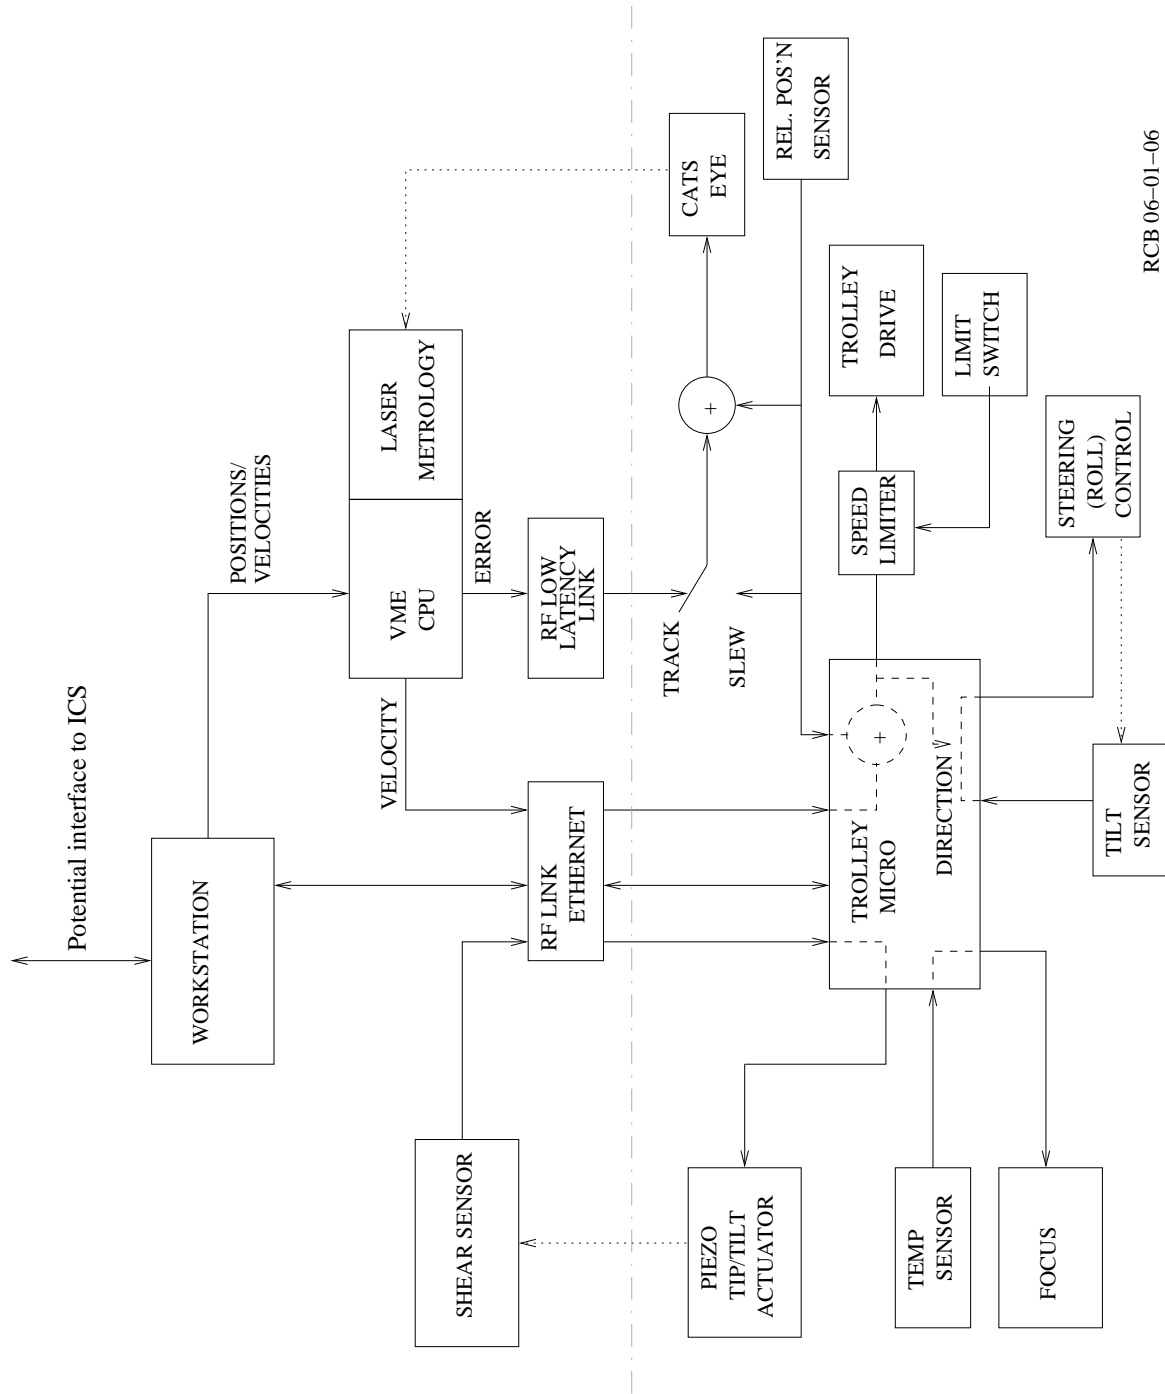 Potential interface to ICS
WORKSTATION
POSITIONS/
VELOCITIES
SHEAR SENSOR
VELOCITY
VME
CPU
LASER
METROLOGY
ERROR
RF LINK
ETHERNET
RF LOW
LATENCY
LINK
TRACK
SLEW
+
CATS
EYE
REL. POS'N
SENSOR
PIEZO
TIP/TILT
ACTUATOR
TROLLEY
MICRO
+
DIRECTION
SPEED
LIMITER
TROLLEY
DRIVE
LIMIT
SWITCH
TEMP
SENSOR
FOCUS
TILT
SENSOR
STEERING
(ROLL)
CONTROL
RCB 06−01−06